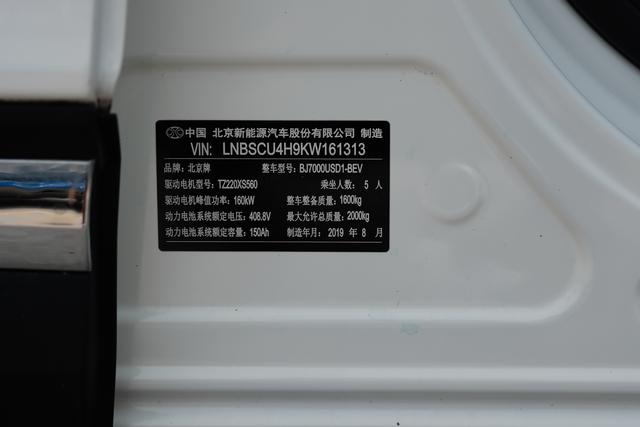 中国 北京新能源汽车股份有限公司 制造
VIN: LNBSCU4H9KW161313
品牌: 北京牌 整车型号: BJ7000USD1-BEV
驱动电机型号: TZ220XS560 乘坐人数: 5 人
驱动电机峰值功率: 160kW 整车整备质量: 1600kg
动力电池系统额定电压: 408.8V 最大允许总质量: 2000kg
动力电池系统额定容量: 150Ah 制造年月: 2019 年 8 月